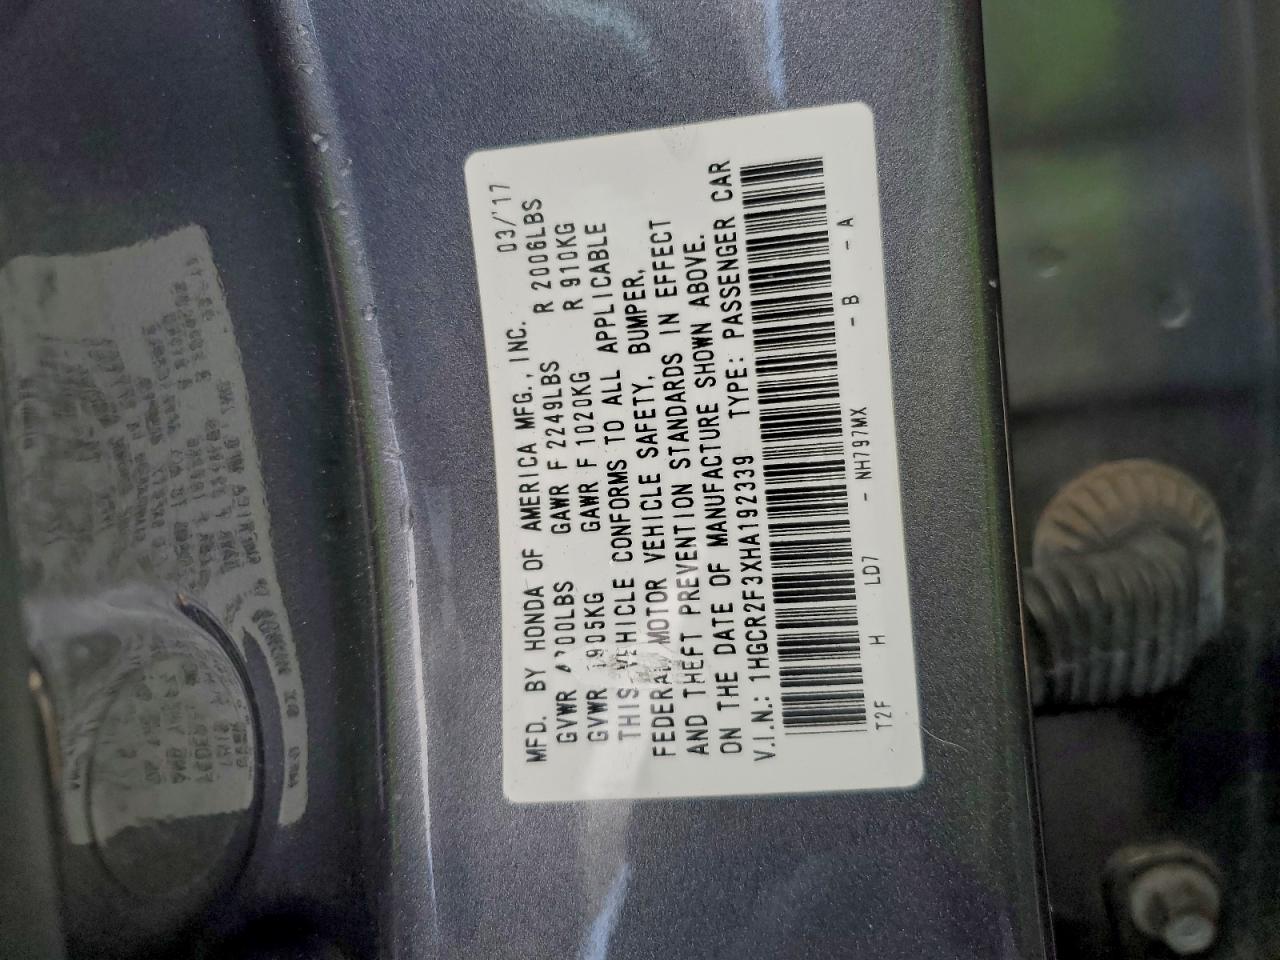 MFD. BY HONDA OF AMERICA MFG., INC. 03/'17
GVWR 4700LBS GAWR F 2249LBS R 2006LBS
GVWR 1905KG GAWR F 1020KG R 910KG
THIS VEHICLE CONFORMS TO ALL APPLICABLE
FEDERAL MOTOR VEHICLE SAFETY, BUMPER,
AND THEFT PREVENTION STANDARDS IN EFFECT
ON THE DATE OF MANUFACTURE SHOWN ABOVE.
V.I.N.: 1HGCR2F3XHA192339 TYPE: PASSENGER CAR
T2F H LD7 - NH797MX - B - A